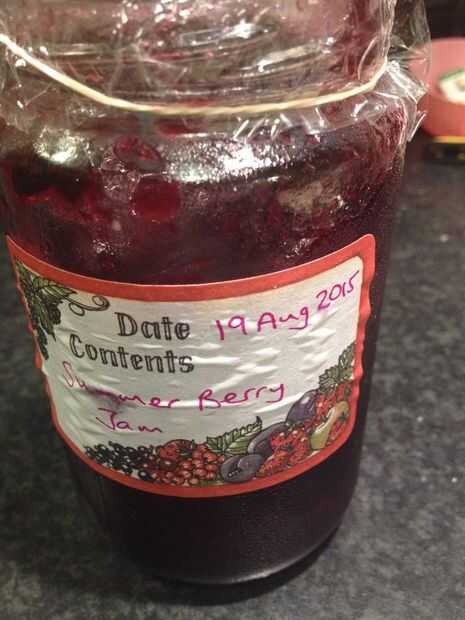 Date 19 Aug 2015
Contents
Summer Berry
Jam